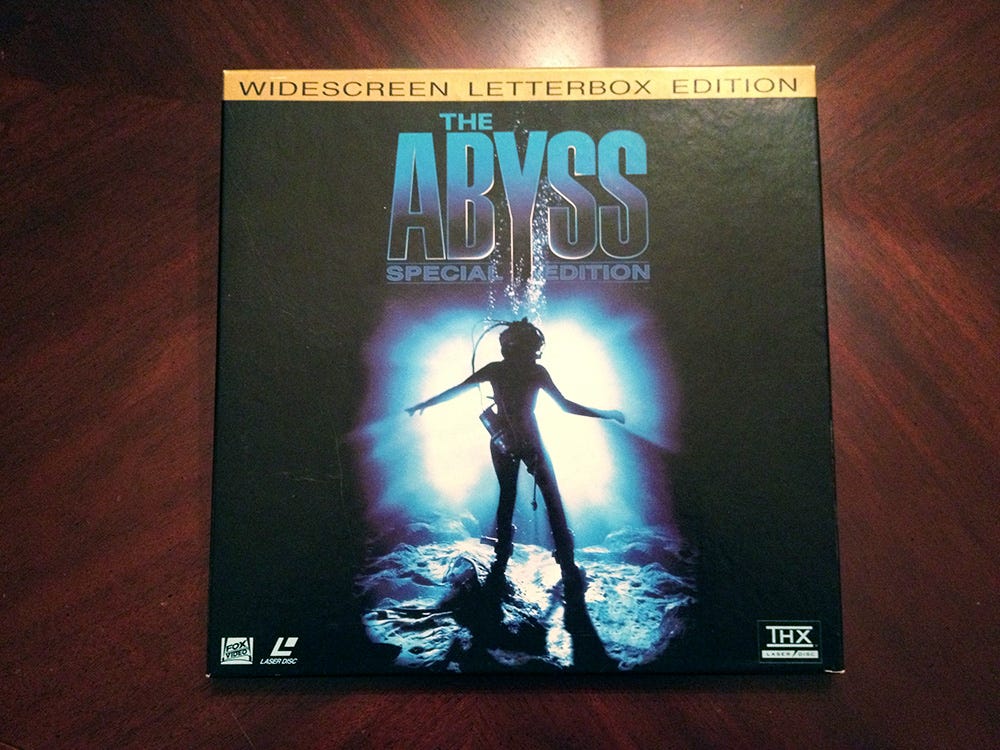 WIDESCREEN LETTERBOX EDITION
THE
ABYSS
SPECIAL EDITION
FOX
VIDEO
LASER DISC
THX
LASER DISC